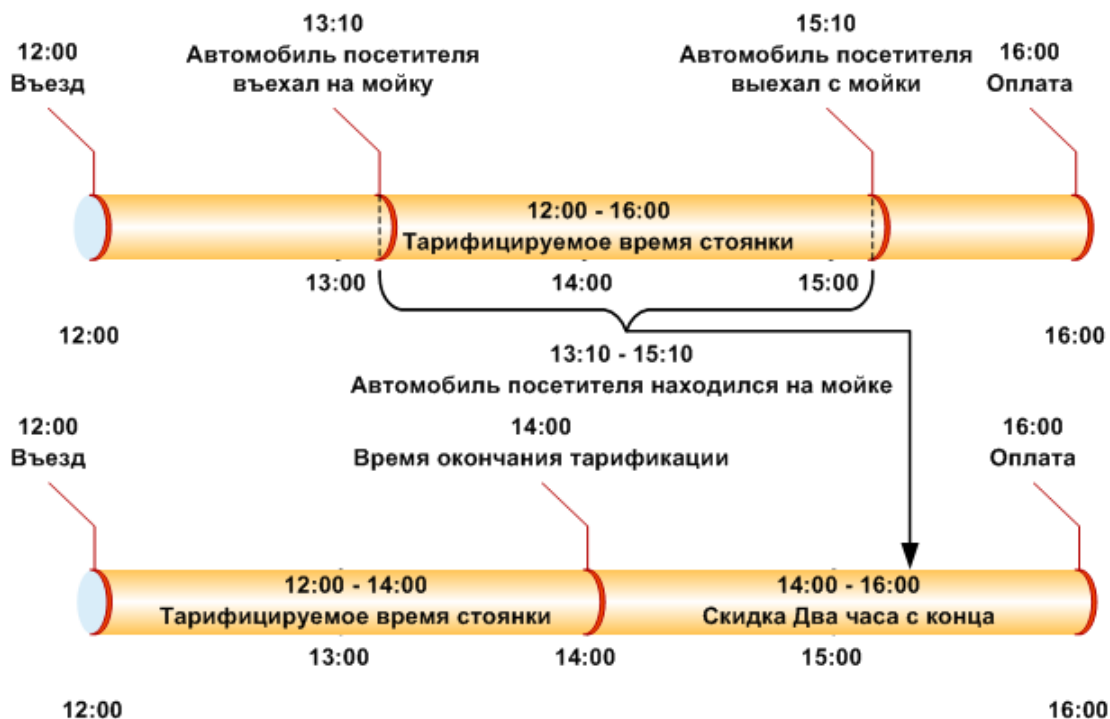 13:10
Автомобиль посетителя
въехал на мойку
15:10
Автомобиль посетителя
выехал с мойки
12:00
Въезд
16:00
Оплата
12:00 - 16:00
Тарифицируемое время стоянки
13:00
14:00
15:00
12:00
16:00
13:10 - 15:10
Автомобиль посетителя находился на мойке
12:00
Въезд
14:00
Время окончания тарификации
16:00
Оплата
12:00 - 14:00
Тарифицируемое время стоянки
14:00 - 16:00
Скидка Два часа с конца
13:00
14:00
15:00
12:00
16:00